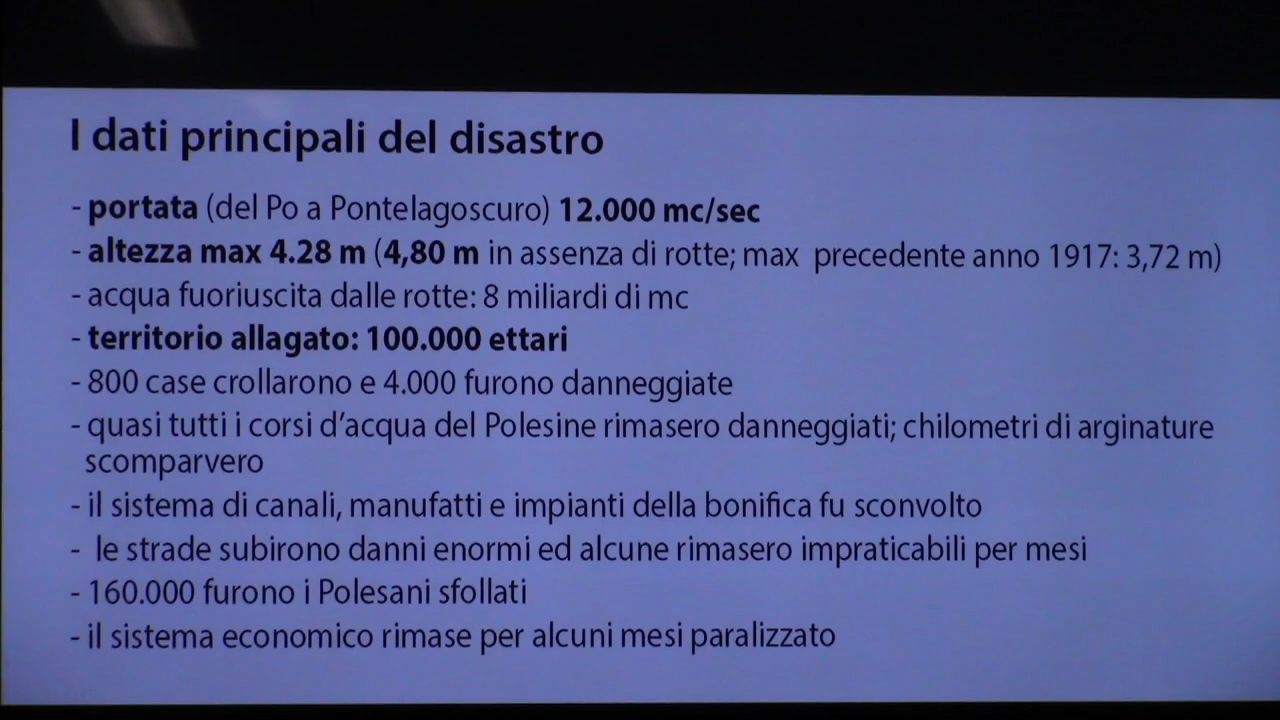 I dati principali del disastro
- portata (del Po a Pontelagoscuro) 12.000 mc/sec
- altezza max 4.28 m (4,80 m in assenza di rotte; max precedente anno 1917: 3,72 m)
- acqua fuoriuscita dalle rotte: 8 miliardi di mc
- territorio allagato: 100.000 ettari
- 800 case crollarono e 4.000 furono danneggiate
- quasi tutti i corsi d'acqua del Polesine rimasero danneggiati; chilometri di arginature
scomparvero
- il sistema di canali, manufatti e impianti della bonifica fu sconvolto
- le strade subirono danni enormi ed alcune rimasero impraticabili per mesi
- 160.000 furono i Polesani sfollati
- il sistema economico rimase per alcuni mesi paralizzato